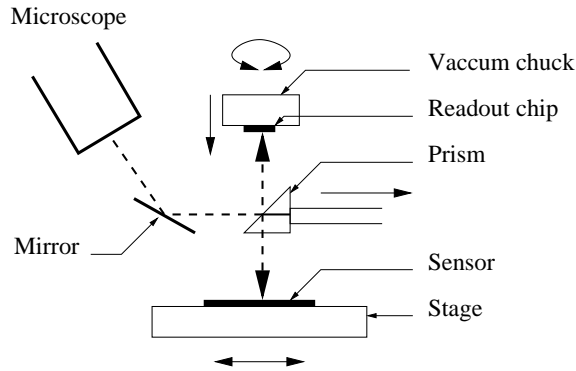 Microscope
Vaccum chuck
Readout chip
Prism
Mirror
Sensor
Stage